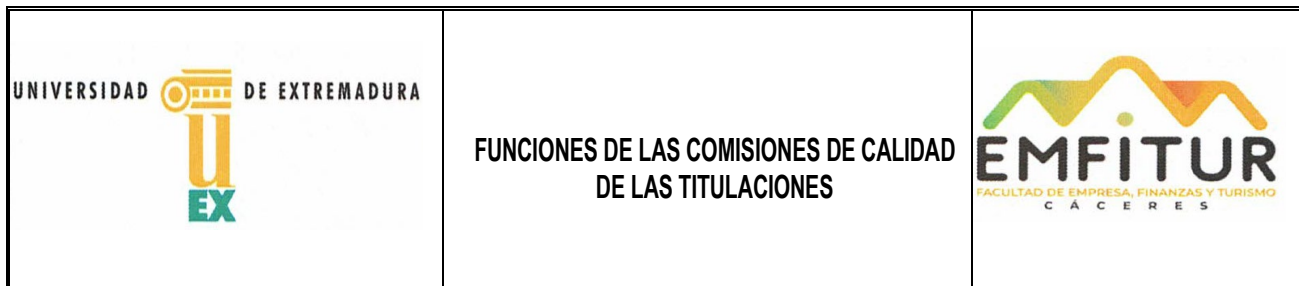 UNIVERSIDAD DE EXTREMADURA
U
EX
FUNCIONES DE LAS COMISIONES DE CALIDAD
DE LAS TITULACIONES
EMFITUR
FACULTAD DE EMPRESA, FINANZAS Y TURISMO
CÁCERES